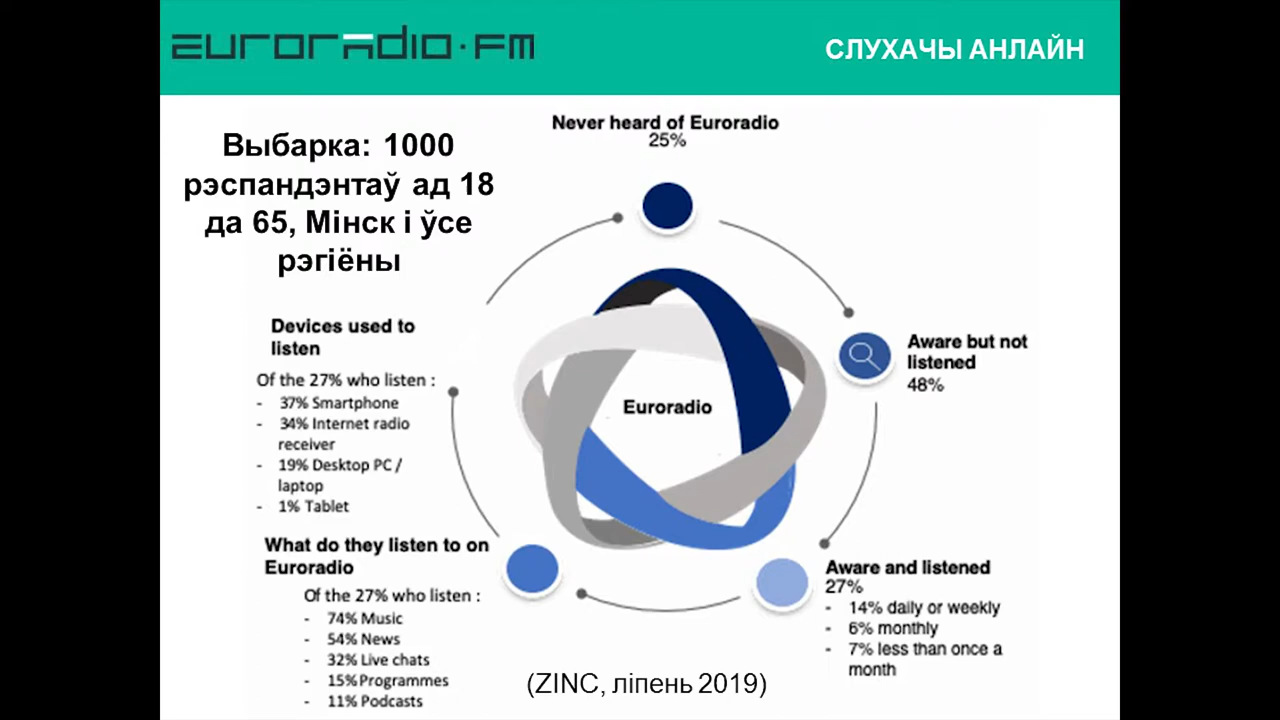 euroradio·fm
СЛУХАЧЫ АНЛАЙН
Выбарка: 1000
рэспандэнтаў ад 18
да 65, Мінск і ўсе
рэгіёны
Never heard of Euroradio
25%
Aware but not
listened
48%
Euroradio
Devices used to
listen
Of the 27% who listen :
- 37% Smartphone
- 34% Internet radio
receiver
- 19% Desktop PC /
laptop
- 1% Tablet
What do they listen to on
Euroradio
Of the 27% who listen :
- 74% Music
- 54% News
- 32% Live chats
- 15% Programmes
- 11% Podcasts
Aware and listened
27%
- 14% daily or weekly
- 6% monthly
- 7% less than once a
month
(ZINC, ліпень 2019)